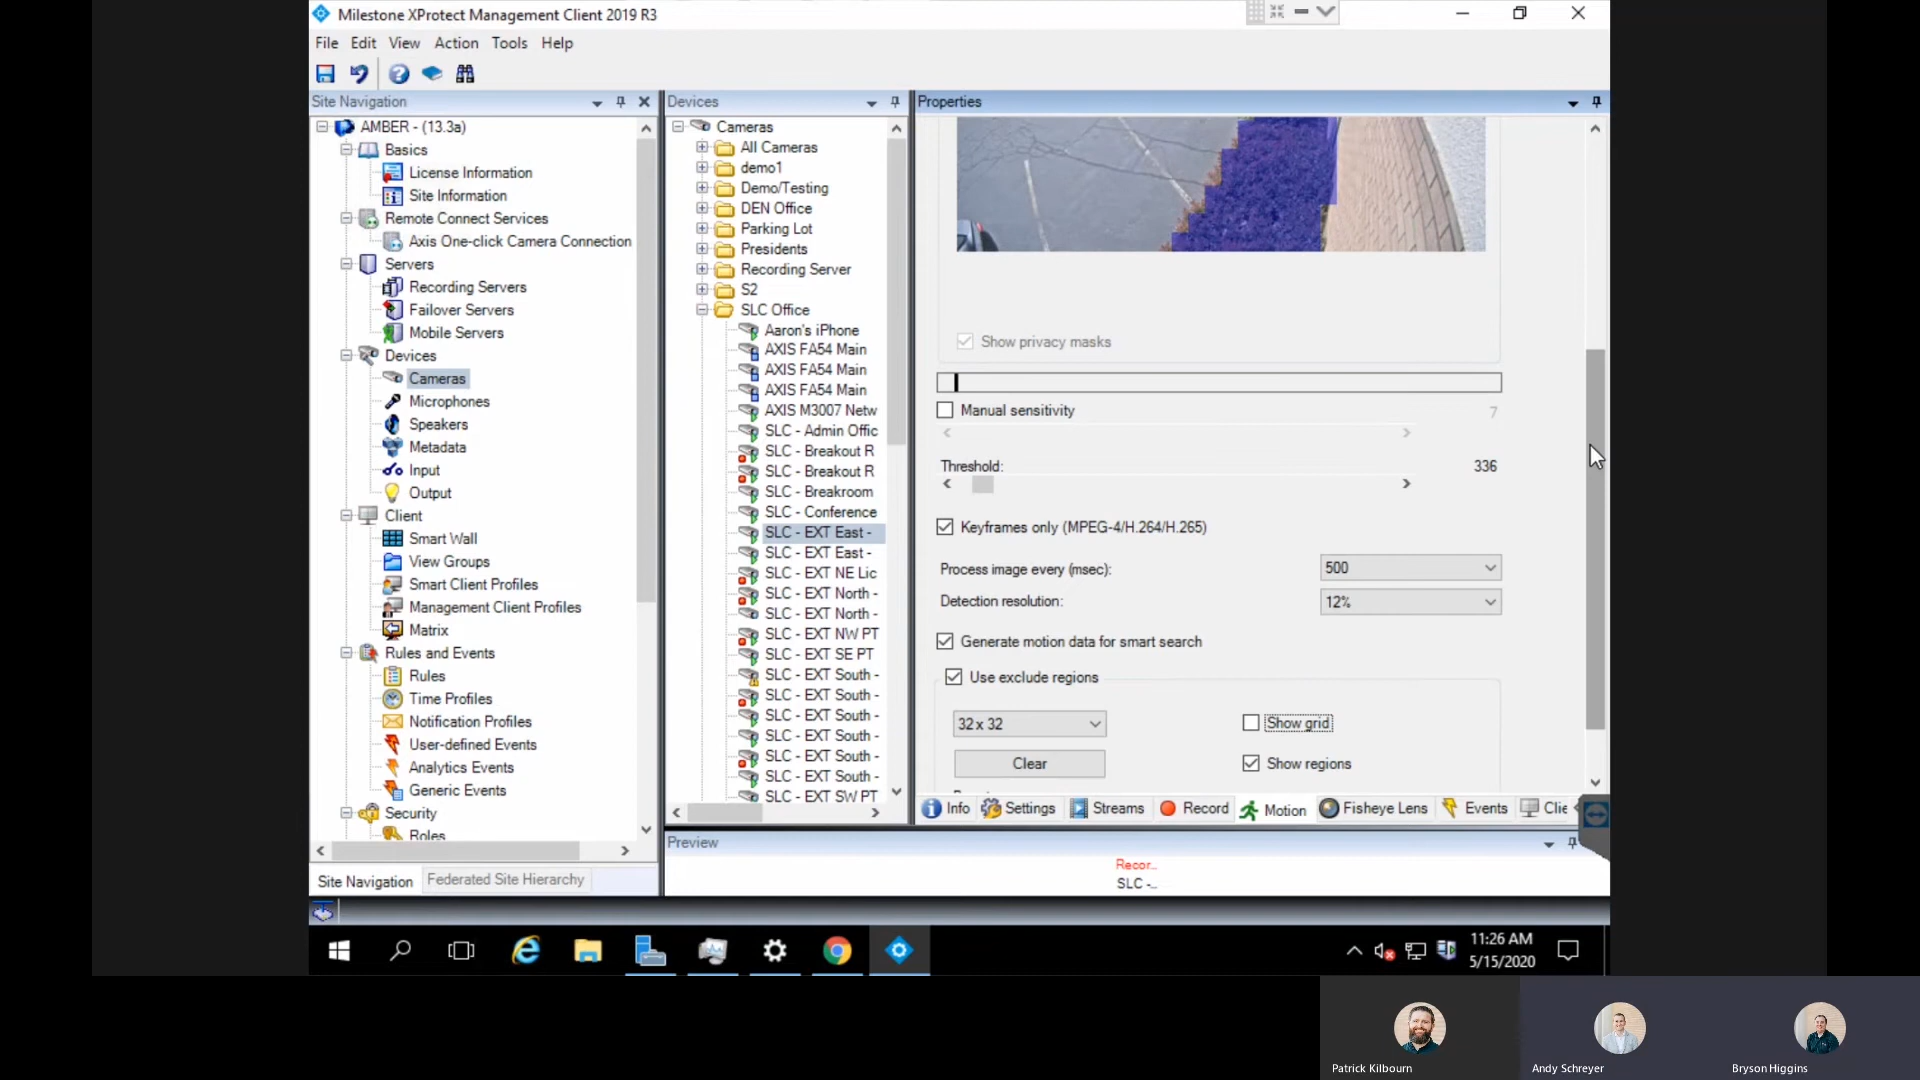 Milestone XProtect Management Client 2019 R3
File Edit View Action Tools Help
Site Navigation
AMBER - (13.3a)
Basics
License Information
Site Information
Remote Connect Services
Axis One-click Camera Connection
Servers
Recording Servers
Failover Servers
Mobile Servers
Devices
Cameras
Microphones
Speakers
Metadata
Input
Output
Client
Smart Wall
View Groups
Smart Client Profiles
Management Client Profiles
Matrix
Rules and Events
Rules
Time Profiles
Notification Profiles
User-defined Events
Analytics Events
Generic Events
Security
Roles
Site Navigation Federated Site Hierarchy
Devices
Cameras
All Cameras
demo1
Demo/Testing
DEN Office
Parking Lot
Presidents
Recording Server
S2
SLC Office
Aaron's iPhone
AXIS FA54 Main
AXIS FA54 Main
AXIS FA54 Main
AXIS M3007 Netw
SLC - Admin Offic
SLC - Breakout R
SLC - Breakout R
SLC - Breakroom
SLC - Conference
SLC - EXT East -
SLC - EXT East -
SLC - EXT NE Lic
SLC - EXT North -
SLC - EXT North -
SLC - EXT NW PT
SLC - EXT SE PT
SLC - EXT South -
SLC - EXT South -
SLC - EXT South -
SLC - EXT South -
SLC - EXT South -
SLC - EXT South -
SLC - EXT SW PT
Properties
Show privacy masks
Manual sensitivity 7
Threshold: 336
Keyframes only (MPEG-4/H.264/H.265)
Process image every (msec): 500
Detection resolution: 12%
Generate motion data for smart search
Use exclude regions
32 x 32 Show grid
Clear Show regions
Info Settings Streams Record Motion Fisheye Lens Events Clie
Preview
Recor...
SLC -...
11:26 AM
5/15/2020
Patrick Kilbourn Andy Schreyer Bryson Higgins